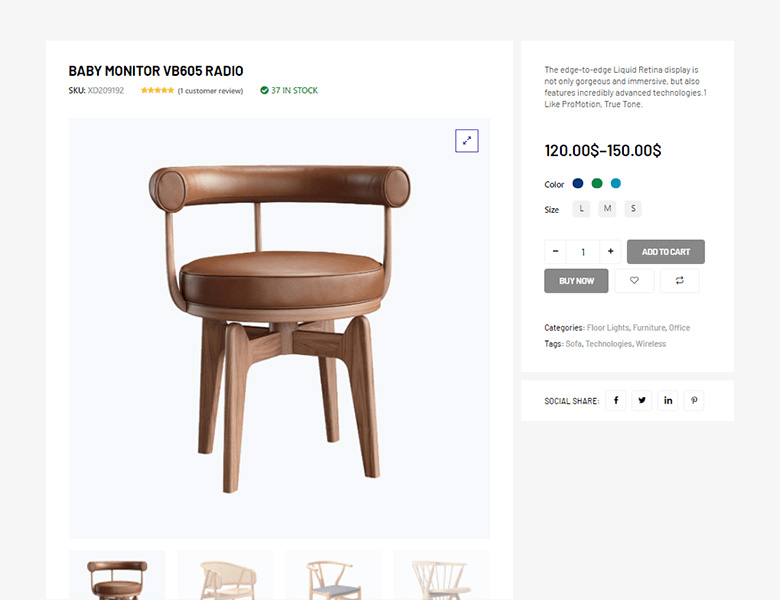 BABY MONITOR VB605 RADIO
SKU: XD209192 (1 customer review) 37 IN STOCK
The edge-to-edge Liquid Retina display is
not only gorgeous and immersive, but also
features incredibly advanced technologies.1
Like ProMotion, True Tone.
120.00$–150.00$
Color
Size L M S
- 1 + ADD TO CART
BUY NOW
Categories: Floor Lights, Furniture, Office
Tags: Sofa, Technologies, Wireless
SOCIAL SHARE: